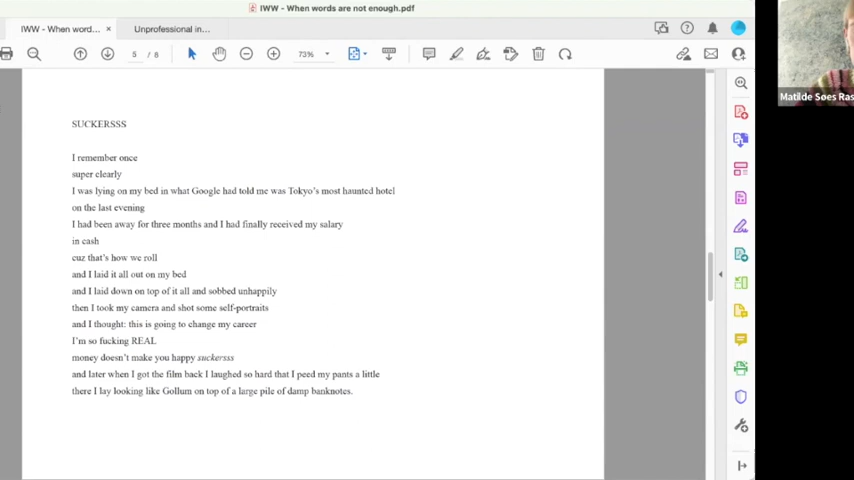 IWW - When words are not enough.pdf
IWW - When word... ×
Unprofessional in...
5 / 8
73%
Matilde Søes Ras
SUCKERSSS
I remember once
super clearly
I was lying on my bed in what Google had told me was Tokyo's most haunted hotel
on the last evening
I had been away for three months and I had finally received my salary
in cash
cuz that's how we roll
and I laid it all out on my bed
and I laid down on top of it all and sobbed unhappily
then I took my camera and shot some self-portraits
and I thought: this is going to change my career
I'm so fucking REAL
money doesn't make you happy suckersss
and later when I got the film back I laughed so hard that I peed my pants a little
there I lay looking like Gollum on top of a large pile of damp banknotes.